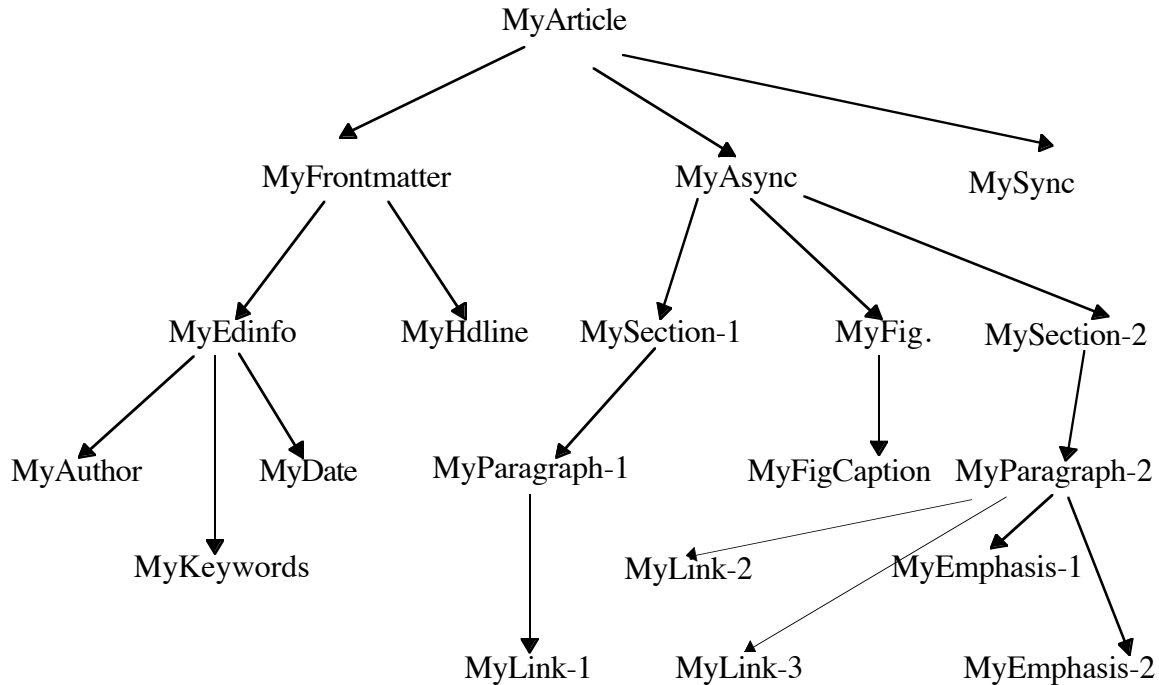 MyArticle
MyFrontmatter
MyAsync
MySync
MyEdinfo
MyHdline
MySection-1
MyFig.
MySection-2
MyAuthor
MyDate
MyParagraph-1
MyFigCaption
MyParagraph-2
MyKeywords
MyLink-2
MyEmphasis-1
MyLink-1
MyLink-3
MyEmphasis-2